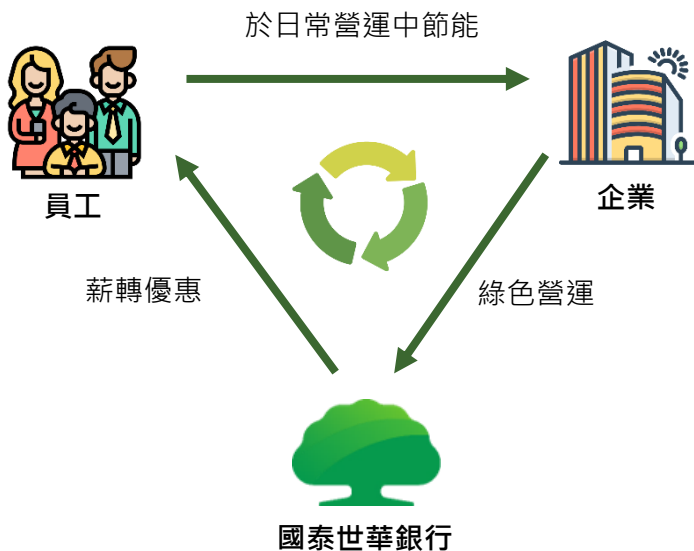 於日常營運中節能
員工
企業
薪轉優惠
綠色營運
國泰世華銀行